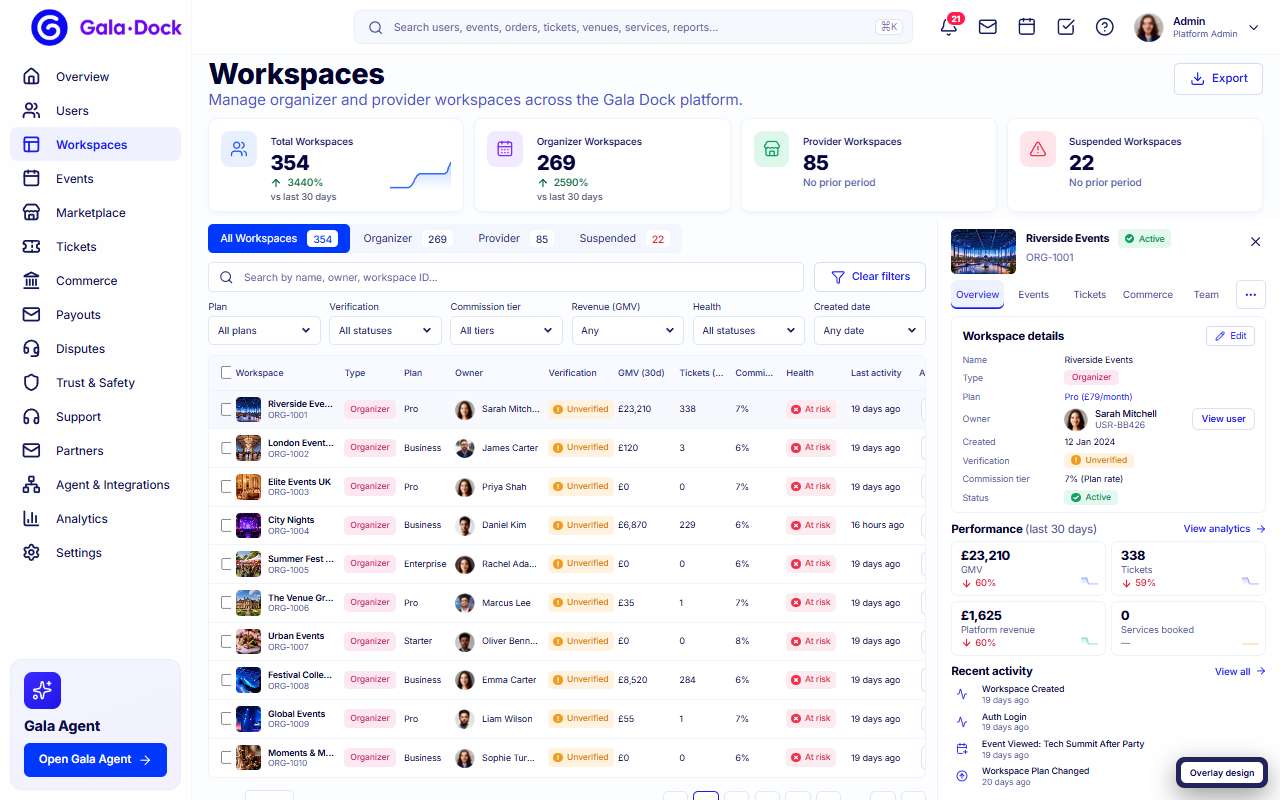 Gala·Dock
Search users, events, orders, tickets, venues, services, reports...
⌘K
21
Admin
Platform Admin
Overview
Users
Workspaces
Events
Marketplace
Tickets
Commerce
Payouts
Disputes
Trust & Safety
Support
Partners
Agent & Integrations
Analytics
Settings
Gala Agent
Open Gala Agent →
Workspaces
Manage organizer and provider workspaces across the Gala Dock platform.
Export
Total Workspaces
354
↑ 3440%
vs last 30 days
Organizer Workspaces
269
↑ 2590%
vs last 30 days
Provider Workspaces
85
No prior period
Suspended Workspaces
22
No prior period
All Workspaces 354 Organizer 269 Provider 85 Suspended 22
Search by name, owner, workspace ID...
Clear filters
Plan Verification Commission tier Revenue (GMV) Health Created date
All plans All statuses All tiers Any All statuses Any date
Workspace Type Plan Owner Verification GMV (30d) Tickets (... Commi... Health Last activity A
Riverside Eve... Organizer Pro Sarah Mitch... Unverified £23,210 338 7% At risk 19 days ago
ORG-1001
London Event... Organizer Business James Carter Unverified £120 3 6% At risk 19 days ago
ORG-1002
Elite Events UK Organizer Pro Priya Shah Unverified £0 0 7% At risk 19 days ago
ORG-1003
City Nights Organizer Business Daniel Kim Unverified £6,870 229 6% At risk 16 hours ago
ORG-1004
Summer Fest ... Organizer Enterprise Rachel Ada... Unverified £0 0 6% At risk 19 days ago
ORG-1005
The Venue Gr... Organizer Pro Marcus Lee Unverified £35 1 7% At risk 19 days ago
ORG-1006
Urban Events Organizer Starter Oliver Benn... Unverified £0 0 8% At risk 19 days ago
ORG-1007
Festival Colle... Organizer Business Emma Carter Unverified £8,520 284 6% At risk 19 days ago
ORG-1008
Global Events Organizer Pro Liam Wilson Unverified £55 1 7% At risk 19 days ago
ORG-1009
Moments & M... Organizer Business Sophie Tur... Unverified £0 0 6% At risk 19 days ago
ORG-1010
Riverside Events Active
ORG-1001
Overview Events Tickets Commerce Team ...
Workspace details
Edit
Name Riverside Events
Type Organizer
Plan Pro (£79/month)
Owner Sarah Mitchell
USR-BB426
View user
Created 12 Jan 2024
Verification Unverified
Commission tier 7% (Plan rate)
Status Active
Performance (last 30 days) View analytics →
£23,210
GMV
↓ 60%
338
Tickets
↓ 59%
£1,625
Platform revenue
↓ 60%
0
Services booked
—
Recent activity View all →
Workspace Created
19 days ago
Auth Login
19 days ago
Event Viewed: Tech Summit After Party
19 days ago
Workspace Plan Changed
20 days ago
Overlay design